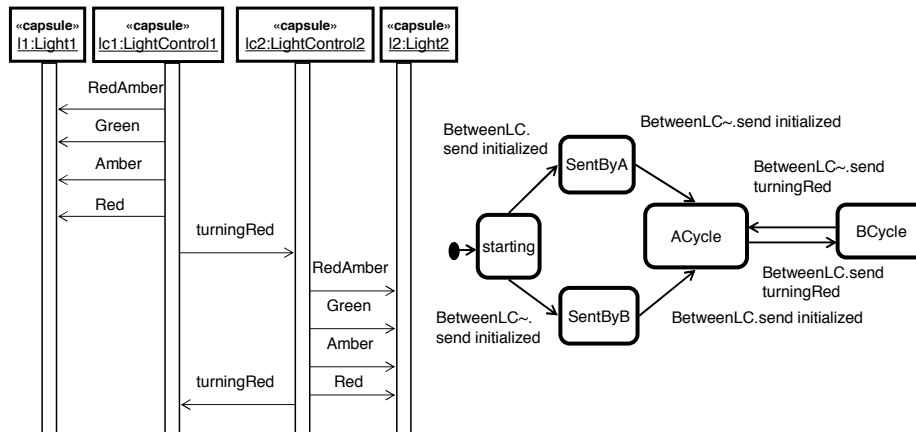 «capsule»
l1:Light1
«capsule»
lc1:LightControl1
«capsule»
lc2:LightControl2
«capsule»
l2:Light2
RedAmber
Green
Amber
Red
turningRed
RedAmber
Green
Amber
Red
turningRed
BetweenLC.
send initialized
BetweenLC~.send initialized
SentByA
BetweenLC~.send
turningRed
starting
ACycle
BCycle
BetweenLC.send
turningRed
BetweenLC~.
send initialized
SentByB
BetweenLC.send initialized